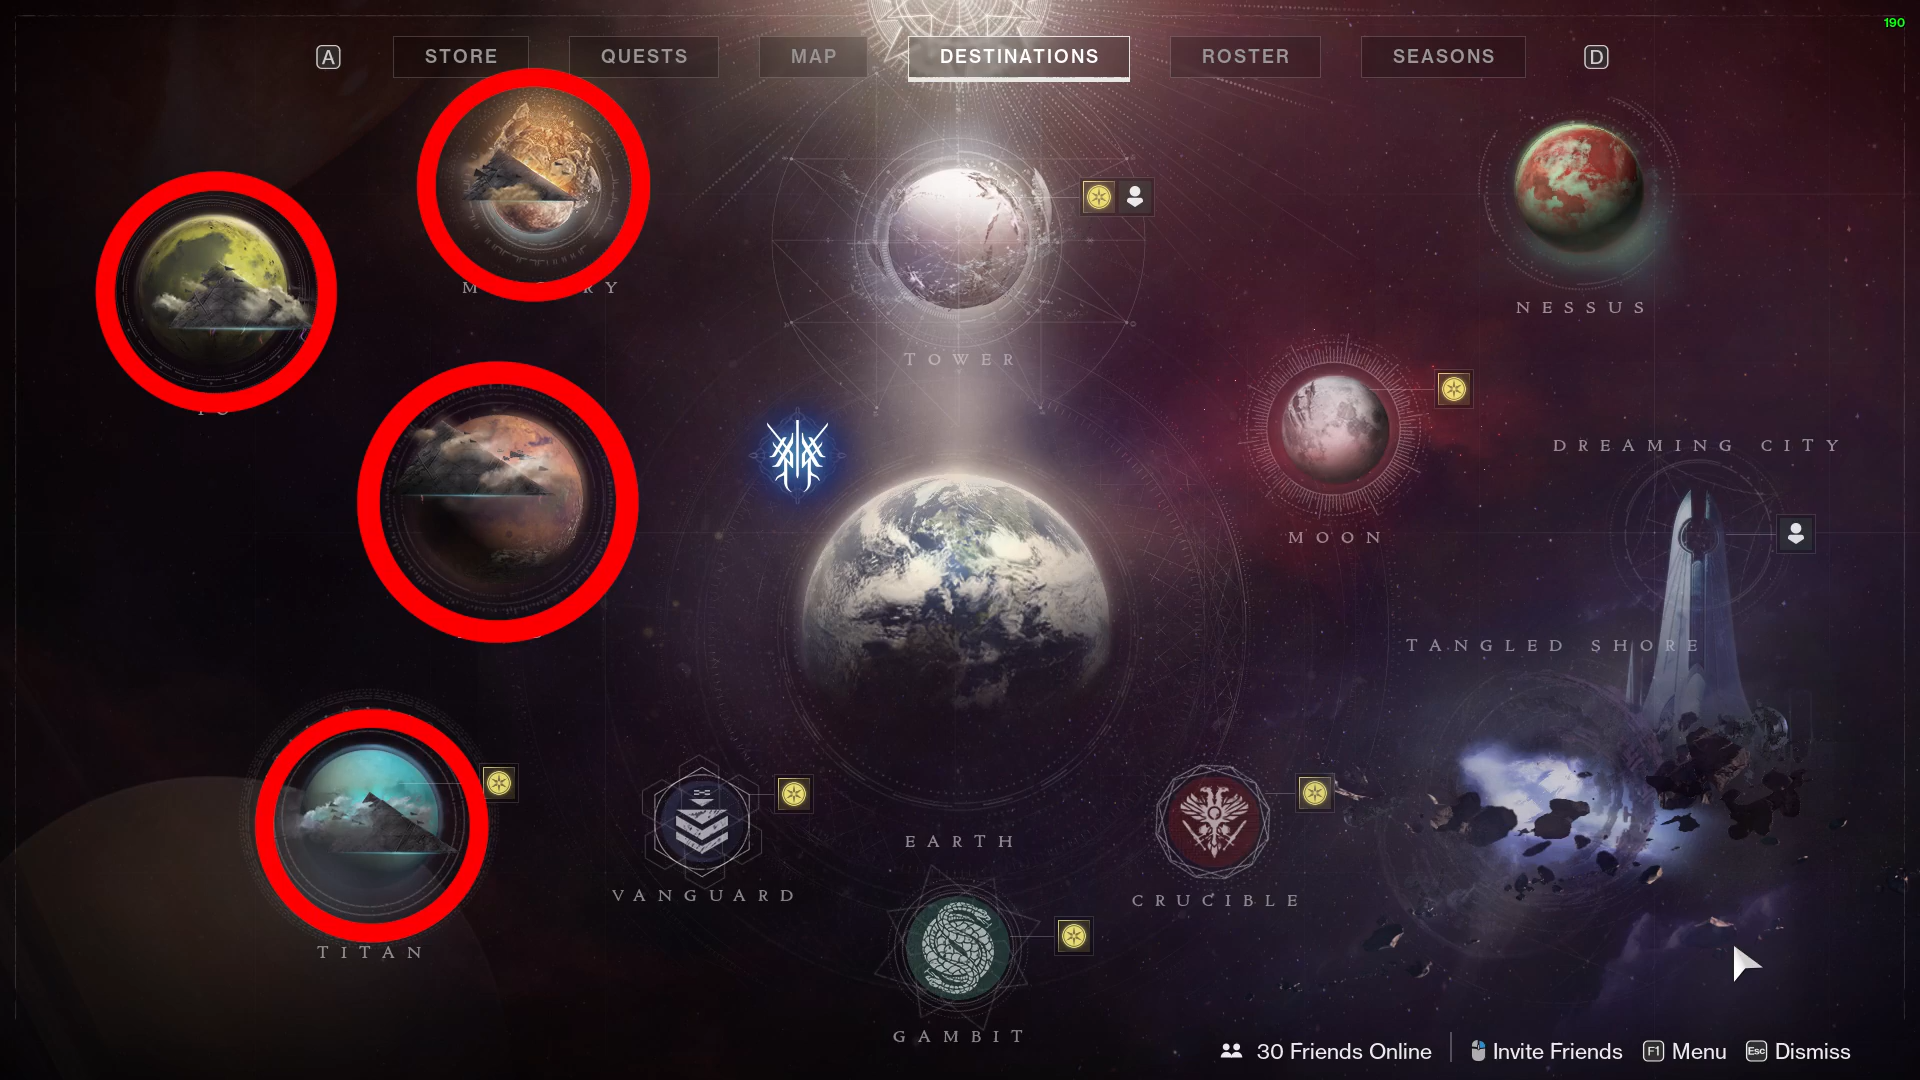 190
A STORE QUESTS MAP DESTINATIONS ROSTER SEASONS D
NESSUS
TOWER
DREAMING CITY
MOON
TANGLED SHORE
EARTH
VANGUARD
CRUCIBLE
TITAN
GAMBIT
30 Friends Online Invite Friends F1 Menu Esc Dismiss